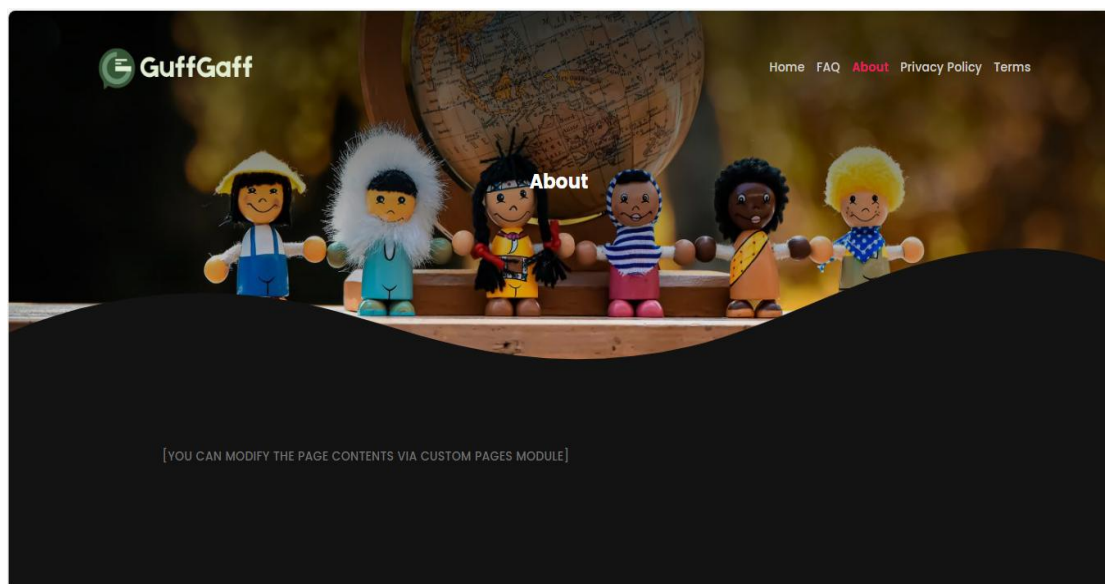 GuffGaff
Home FAQ About Privacy Policy Terms
About
[YOU CAN MODIFY THE PAGE CONTENTS VIA CUSTOM PAGES MODULE]